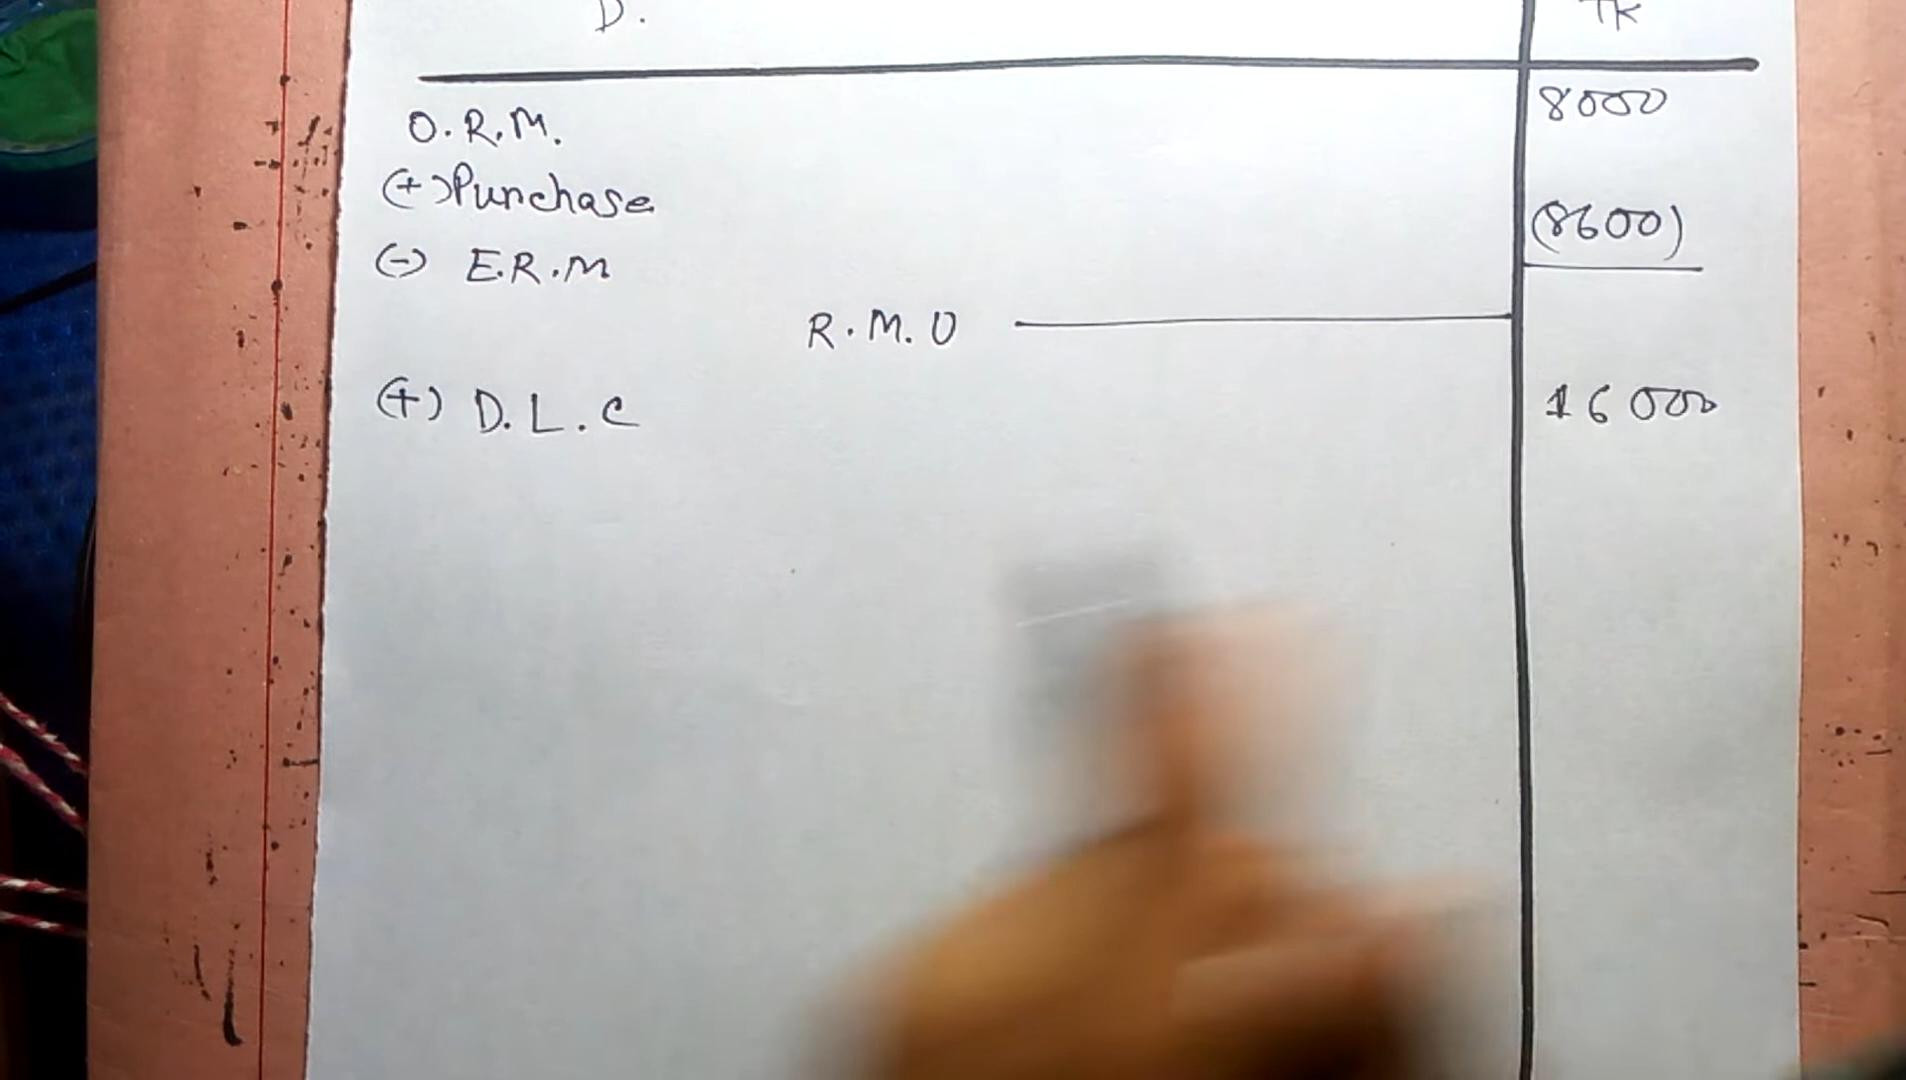 D. TK
O.R.M. 8000
(+) Purchase
(-) E.R.M (8600)
R.M.U
(+) D.L.C 16000